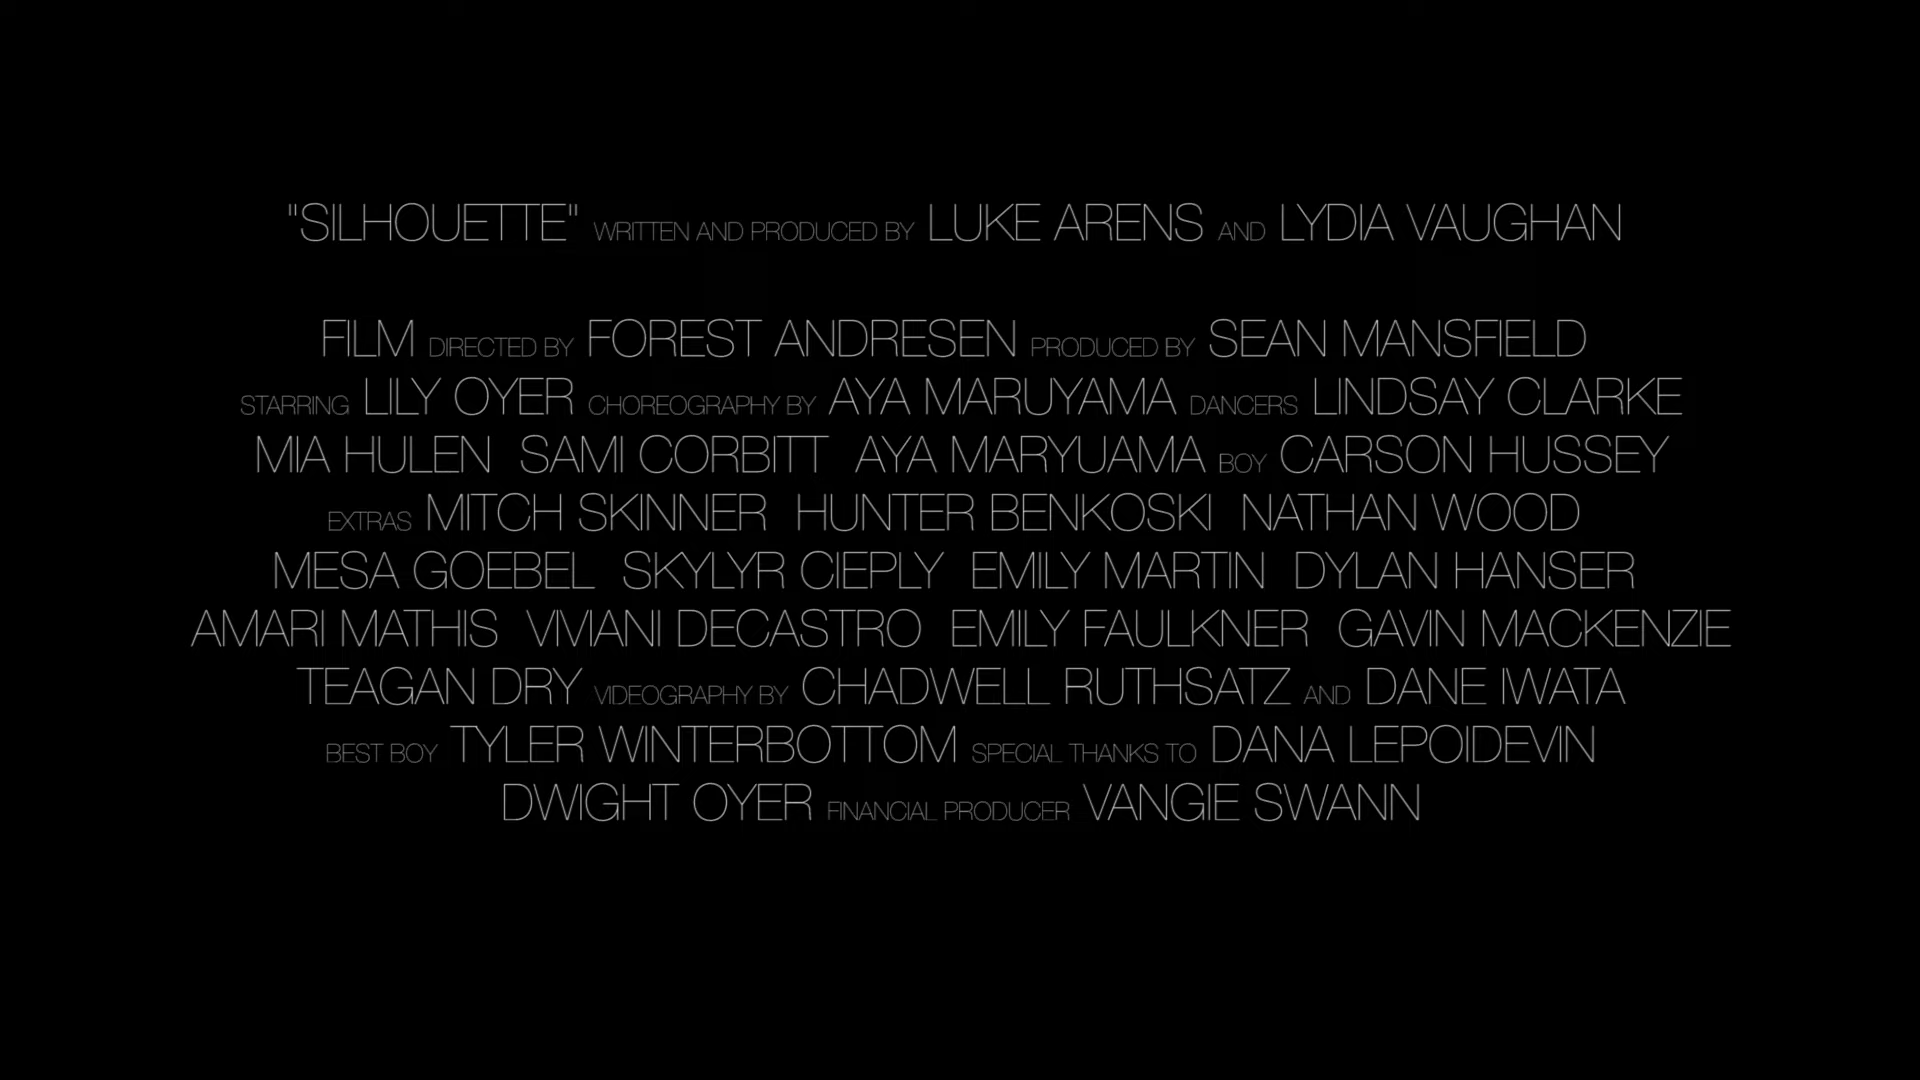 "SILHOUETTE" WRITTEN AND PRODUCED BY LUKE ARENS AND LYDIA VAUGHAN
FILM DIRECTED BY FOREST ANDRESEN PRODUCED BY SEAN MANSFIELD
STARRING LILY OYER CHOREOGRAPHY BY AYA MARUYAMA DANCERS LINDSAY CLARKE
MIA HULEN SAMI CORBITT AYA MARYUAMA BOY CARSON HUSSEY
EXTRAS MITCH SKINNER HUNTER BENKOSKI NATHAN WOOD
MESA GOEBEL SKYLYR CIEPLY EMILY MARTIN DYLAN HANSER
AMARI MATHIS VIVIANI DECASTRO EMILY FAULKNER GAVIN MACKENZIE
TEAGAN DRY VIDEOGRAPHY BY CHADWELL RUTHSATZ AND DANE IWATA
BEST BOY TYLER WINTERBOTTOM SPECIAL THANKS TO DANA LEPOIDEVIN
DWIGHT OYER FINANCIAL PRODUCER VANGIE SWANN